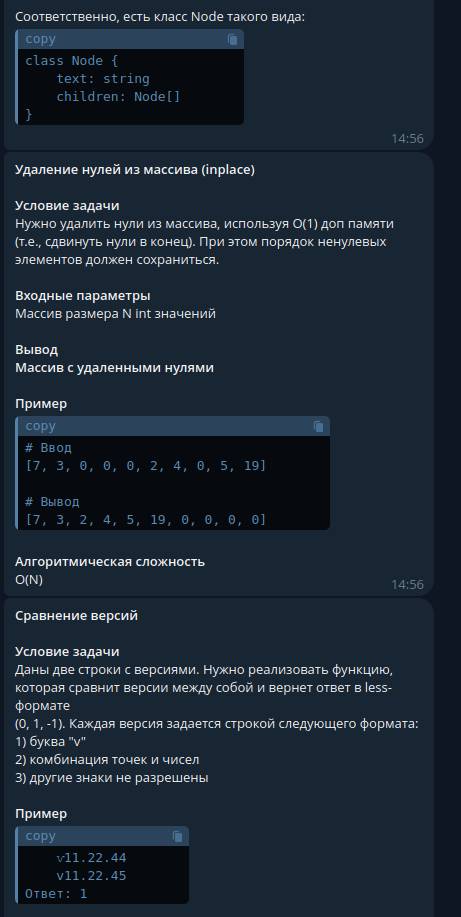 Соответственно, есть класс Node такого вида:
copy
class Node {
    text: string
    children: Node[]
}
14:56
Удаление нулей из массива (inplace)
Условие задачи
Нужно удалить нули из массива, используя O(1) доп памяти
(т.е., сдвинуть нули в конец). При этом порядок ненулевых
элементов должен сохраниться.
Входные параметры
Массив размера N int значений
Вывод
Массив с удаленными нулями
Пример
copy
# Ввод
[7, 3, 0, 0, 0, 2, 4, 0, 5, 19]
# Вывод
[7, 3, 2, 4, 5, 19, 0, 0, 0, 0]
Алгоритмическая сложность
O(N)
14:56
Сравнение версий
Условие задачи
Даны две строки с версиями. Нужно реализовать функцию,
которая сравнит версии между собой и вернет ответ в less-
формате
(0, 1, -1). Каждая версия задается строкой следующего формата:
1) буква "v"
2) комбинация точек и чисел
3) другие знаки не разрешены
Пример
copy
    v11.22.44
    v11.22.45
Ответ: 1